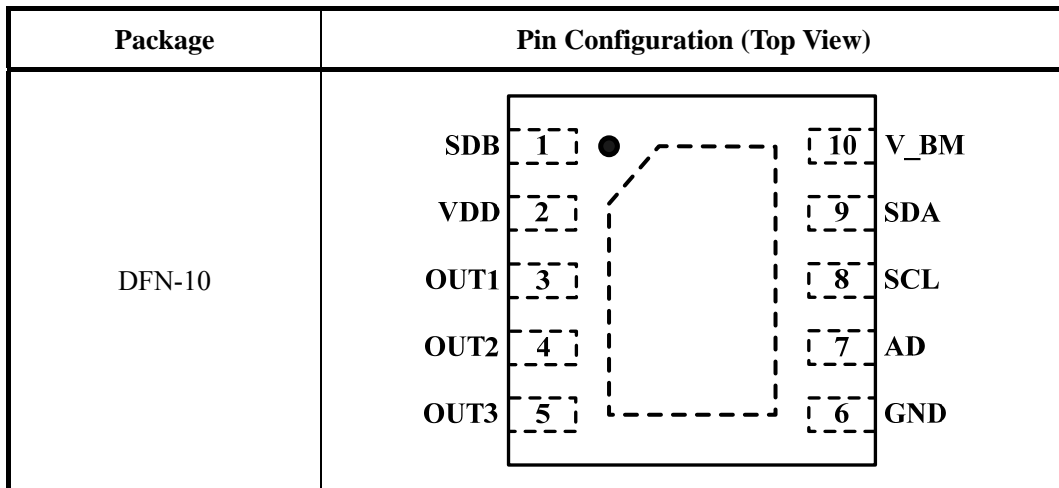 Package Pin Configuration (Top View)
DFN-10
SDB 1 10 V_BM
VDD 2 9 SDA
OUT1 3 8 SCL
OUT2 4 7 AD
OUT3 5 6 GND